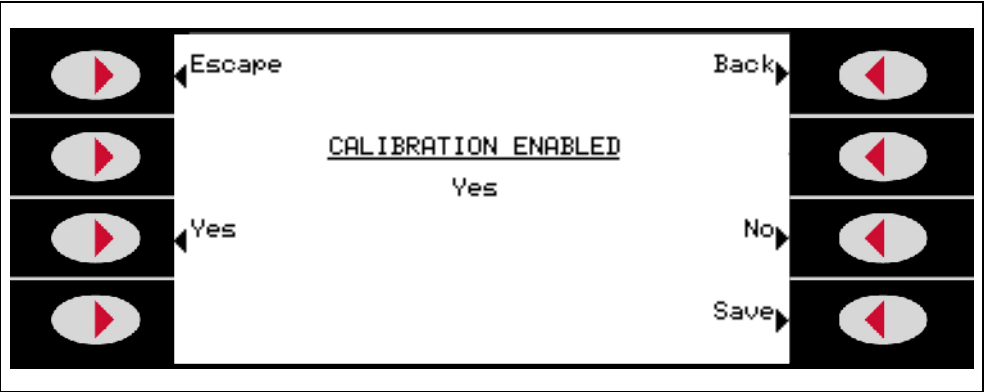 Escape Back
CALIBRATION ENABLED
Yes
Yes No
Save